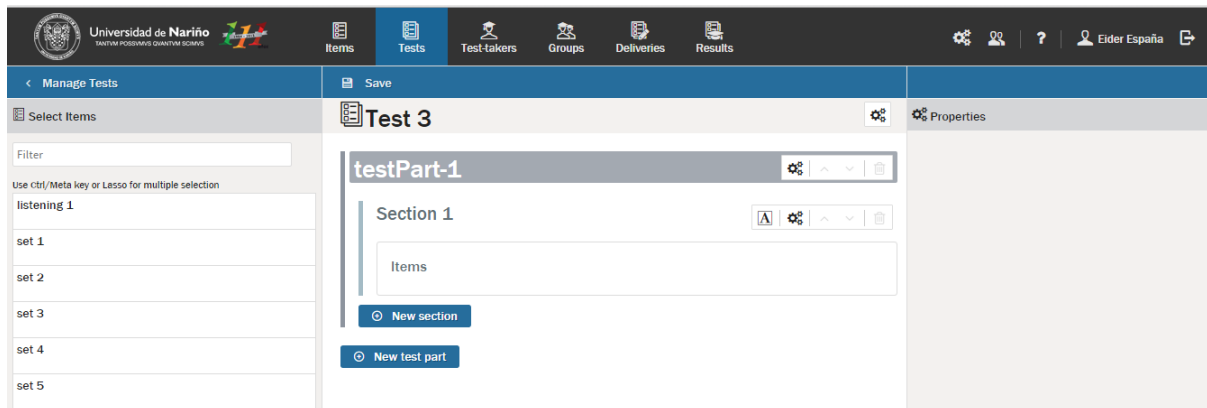 Universidad de Nariño
TANTVM POSSVMVS QVANTVM SCIMVS
Items
Tests
Test-takers
Groups
Deliveries
Results
?
Eider España
< Manage Tests
Save
Select Items
Test 3
Properties
Filter
Use Ctrl/Meta key or Lasso for multiple selection
listening 1
set 1
set 2
set 3
set 4
set 5
testPart-1
Section 1
A
Items
New section
New test part